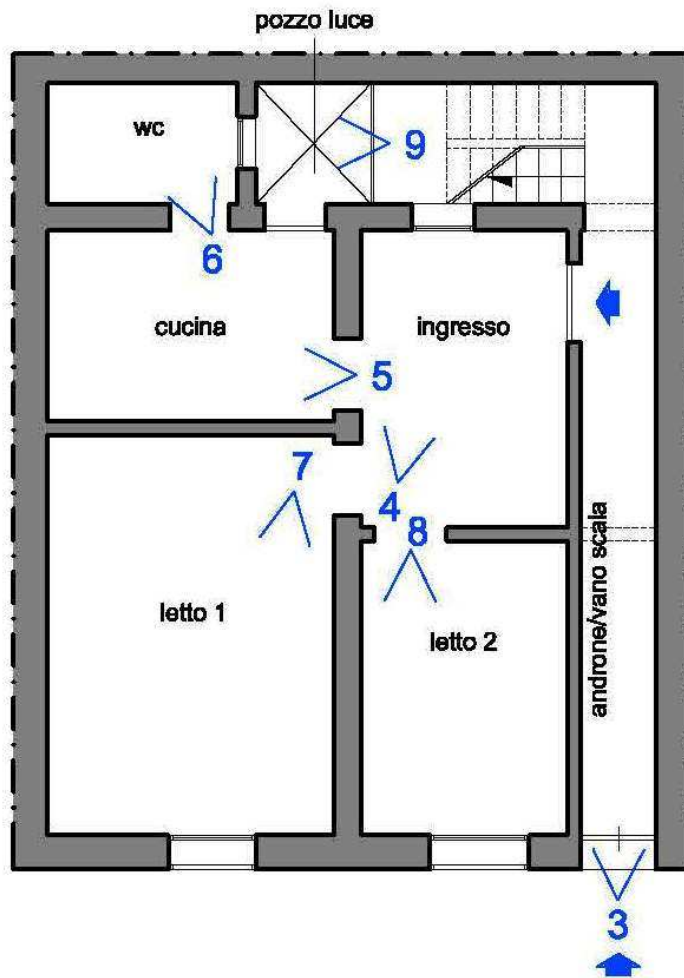 pozzo luce
wc
9
6
cucina
ingresso
5
7
4
8
letto 1
letto 2
androne/vano scala
3